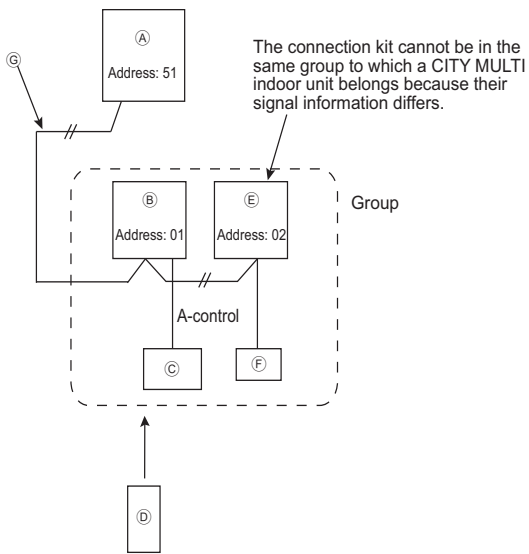 Ⓐ
Address: 51
Ⓖ
The connection kit cannot be in the
same group to which a CITY MULTI
indoor unit belongs because their
signal information differs.
Ⓑ
Address: 01
Ⓔ
Address: 02
Group
A-control
Ⓒ
Ⓕ
Ⓓ